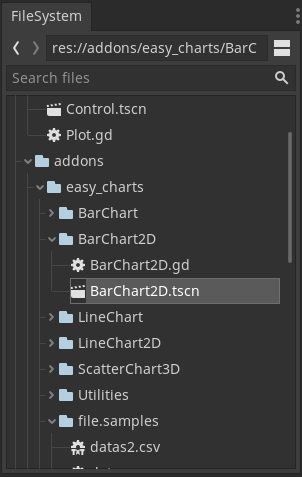 FileSystem
res://addons/easy_charts/BarC
Search files
Control.tscn
Plot.gd
addons
easy_charts
BarChart
BarChart2D
BarChart2D.gd
BarChart2D.tscn
LineChart
LineChart2D
ScatterChart3D
Utilities
file.samples
datas2.csv